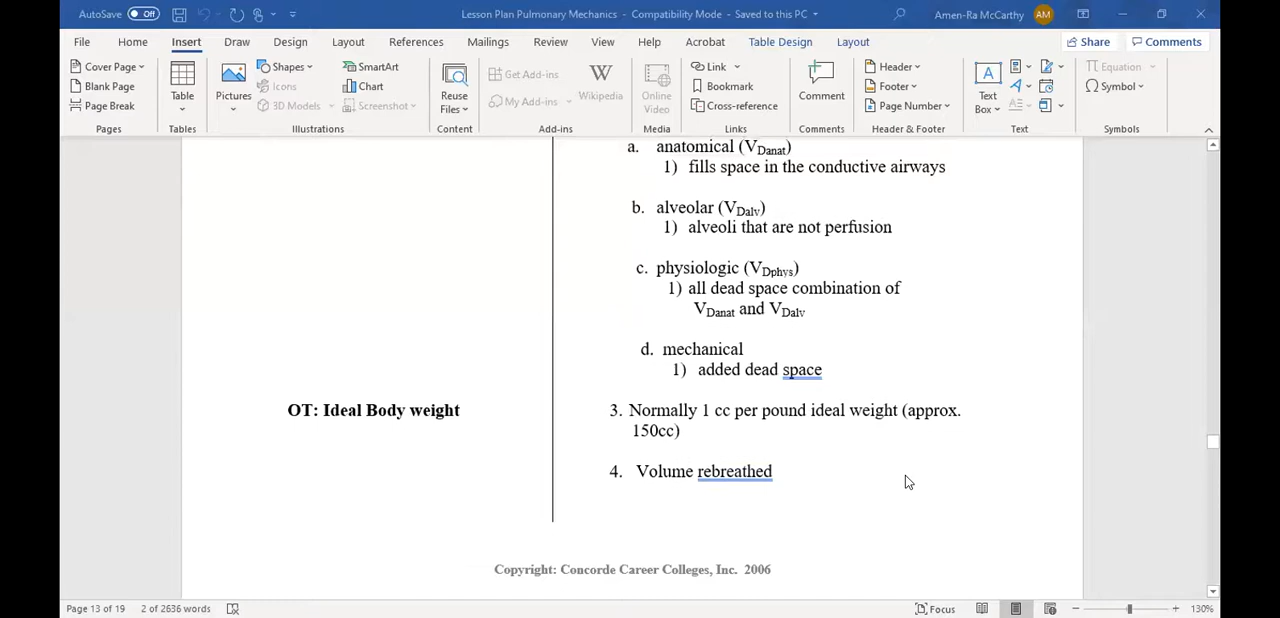 AutoSave Off Lesson Plan Pulmonary Mechanics - Compatibility Mode - Saved to this PC Amen-Ra McCarthy AM
File Home Insert Draw Design Layout References Mailings Review View Help Acrobat Table Design Layout Share Comments
Cover Page
Blank Page
Page Break
Pages
Table
Tables
Pictures
Shapes
Icons
3D Models
SmartArt
Chart
Screenshot
Illustrations
Reuse
Files
Content
Get Add-ins
My Add-ins
Wikipedia
Add-ins
Online
Video
Media
Link
Bookmark
Cross-reference
Links
Comment
Comments
Header
Footer
Page Number
Header & Footer
A
Text
Box
Text
Equation
Symbol
Symbols
a. anatomical (VDanat)
1) fills space in the conductive airways
b. alveolar (VDalv)
1) alveoli that are not perfusion
c. physiologic (VDphys)
1) all dead space combination of
VDanat and VDalv
d. mechanical
1) added dead space
OT: Ideal Body weight
3. Normally 1 cc per pound ideal weight (approx.
150cc)
4. Volume rebreathed
Copyright: Concorde Career Colleges, Inc. 2006
Page 13 of 19 2 of 2636 words Focus 130%